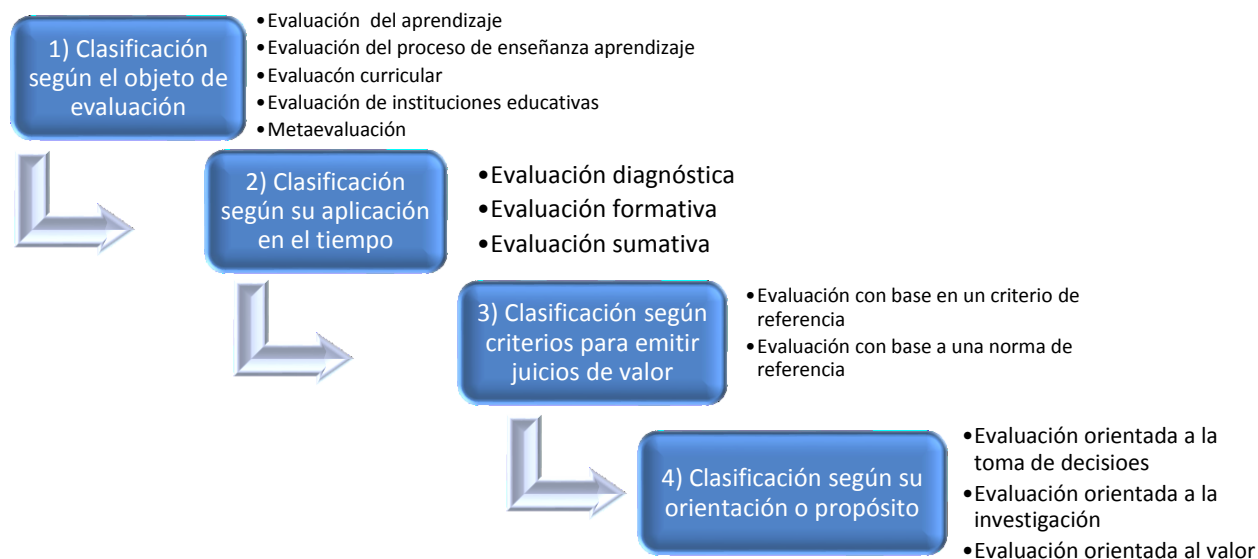 1) Clasificación
según el objeto de
evaluación
•Evaluación  del aprendizaje
•Evaluación del proceso de enseñanza aprendizaje
•Evaluacón curricular
•Evaluación de instituciones educativas
•Metaevaluación
2) Clasificación
según su aplicación
en el tiempo
•Evaluación diagnóstica
•Evaluación formativa
•Evaluación sumativa
3) Clasificación según
criterios para emitir
juicios de valor
•Evaluación con base en un criterio de
referencia
•Evaluación con base a una norma de
referencia
4) Clasificación según su
orientación o propósito
•Evaluación orientada a la
toma de decisioes
•Evaluación orientada a la
investigación
•Evaluación orientada al valor